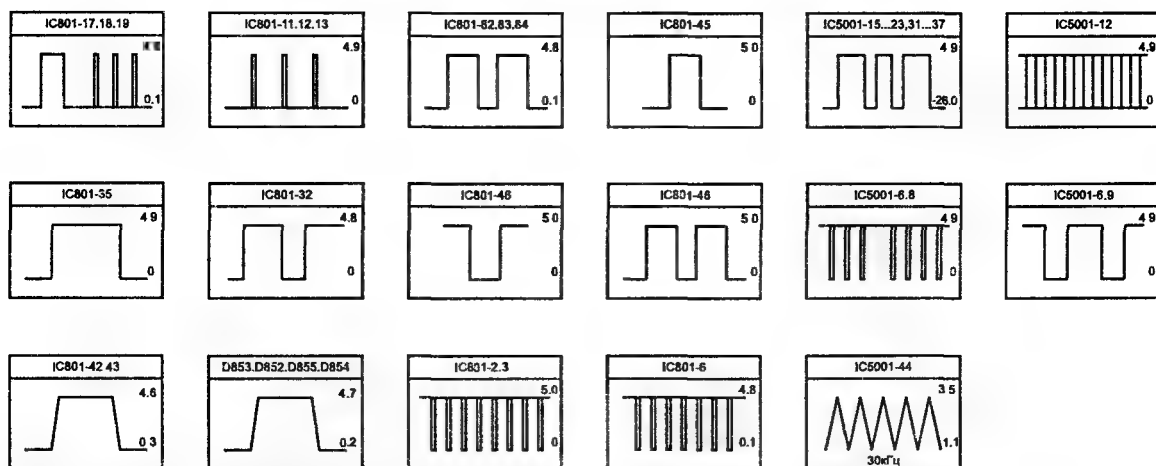 IC801-17.18.19
IC801-11.12.13
IC801-82.83.84
IC801-45
IC5001-15...23,31...37
IC5001-12
4.9
4.8
5 0
4 9
4.9
0.1
0
0.1
0
-26.0
0
IC801-35
IC801-32
IC801-46
IC801-48
IC5001-6.8
IC5001-6.9
4 9
4.8
5 0
5 0
4 9
4 9
0
0
0
0
0
0
IC801-42 43
D853.D852.D855.D854
IC801-2.3
IC801-6
IC5001-44
4.6
4.7
5.0
4.8
3 5
0 3
0.2
0
0.1
1.1
30кГц